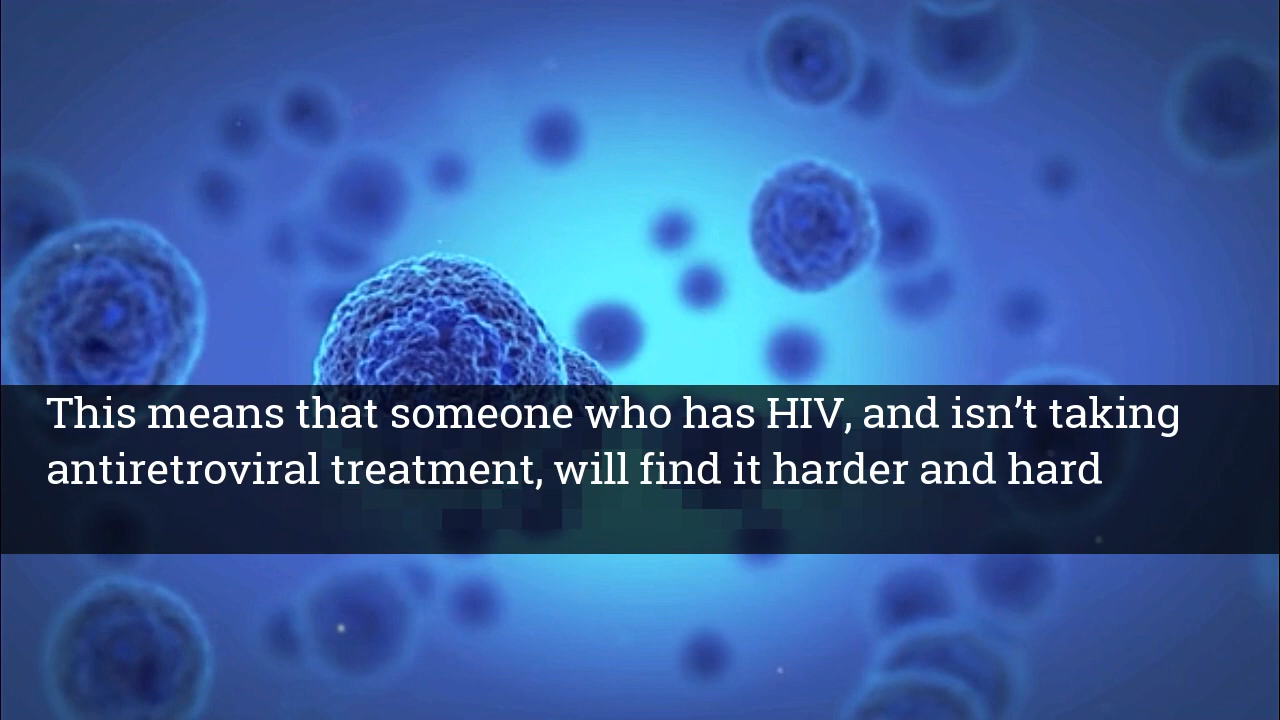 This means that someone who has HIV, and isn’t taking
antiretroviral treatment, will find it harder and hard